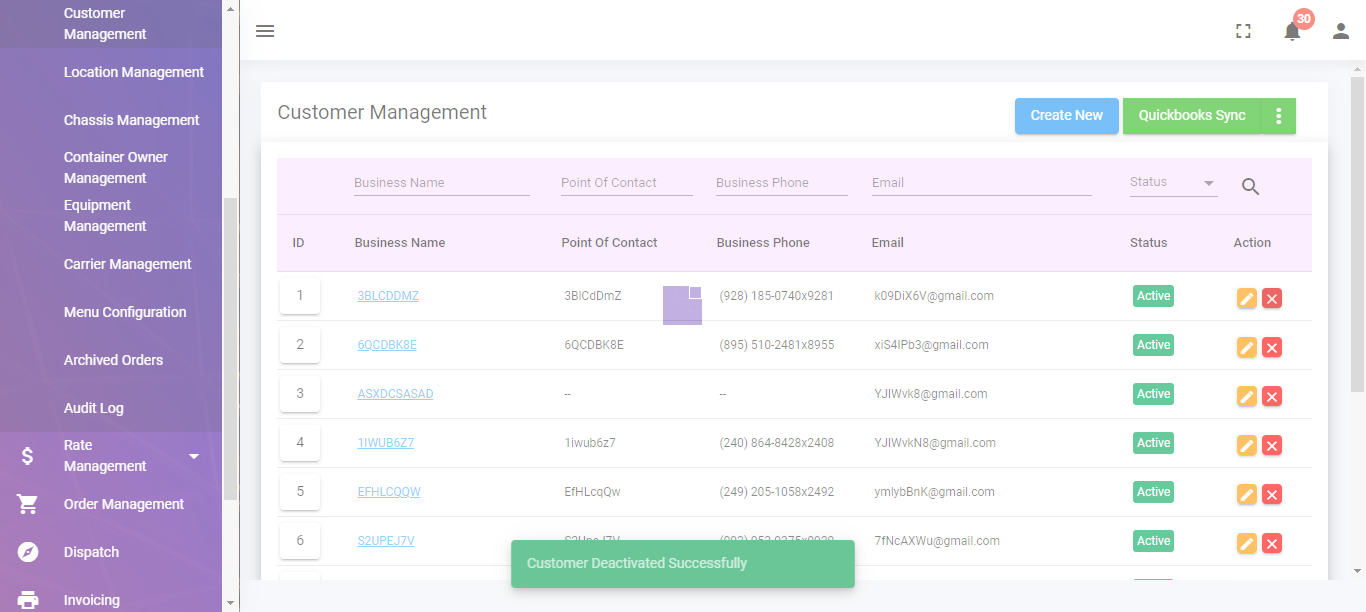 Customer
Management
Location Management
Chassis Management
Container Owner
Management
Equipment
Management
Carrier Management
Menu Configuration
Archived Orders
Audit Log
Rate
Management
Order Management
Dispatch
Invoicing
30
Customer Management
Create New
Quickbooks Sync
Business Name Point Of Contact Business Phone Email Status
ID Business Name Point Of Contact Business Phone Email Status Action
1 3BLCDDMZ 3BlCdDmZ (928) 185-0740x9281 k09DiX6V@gmail.com Active
2 6QCDBK8E 6QCDBK8E (895) 510-2481x8955 xiS4IPb3@gmail.com Active
3 ASXDCSASAD -- -- YJIWvk8@gmail.com Active
4 1IWUB6Z7 1iwub6z7 (240) 864-8428x2408 YJIWvkN8@gmail.com Active
5 EFHLCQQW EfHLcqQw (249) 205-1058x2492 ymlybBnK@gmail.com Active
6 S2UPEJ7V 7fNcAXWu@gmail.com Active
Customer Deactivated Successfully